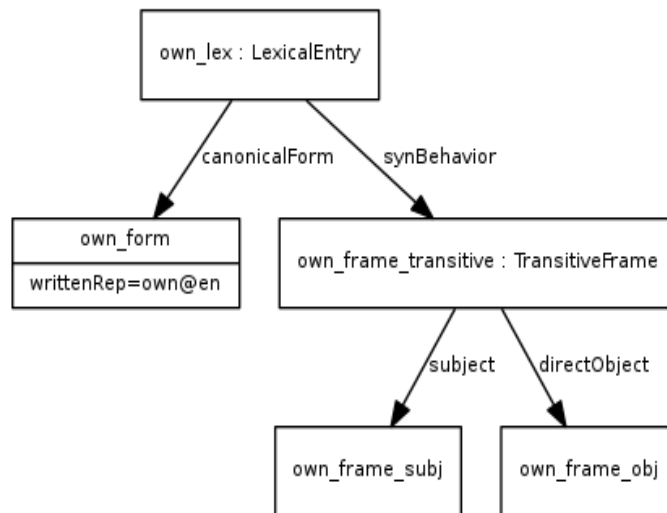 own_lex : LexicalEntry
canonicalForm
synBehavior
own_form
writtenRep=own@en
own_frame_transitive : TransitiveFrame
subject
directObject
own_frame_subj
own_frame_obj